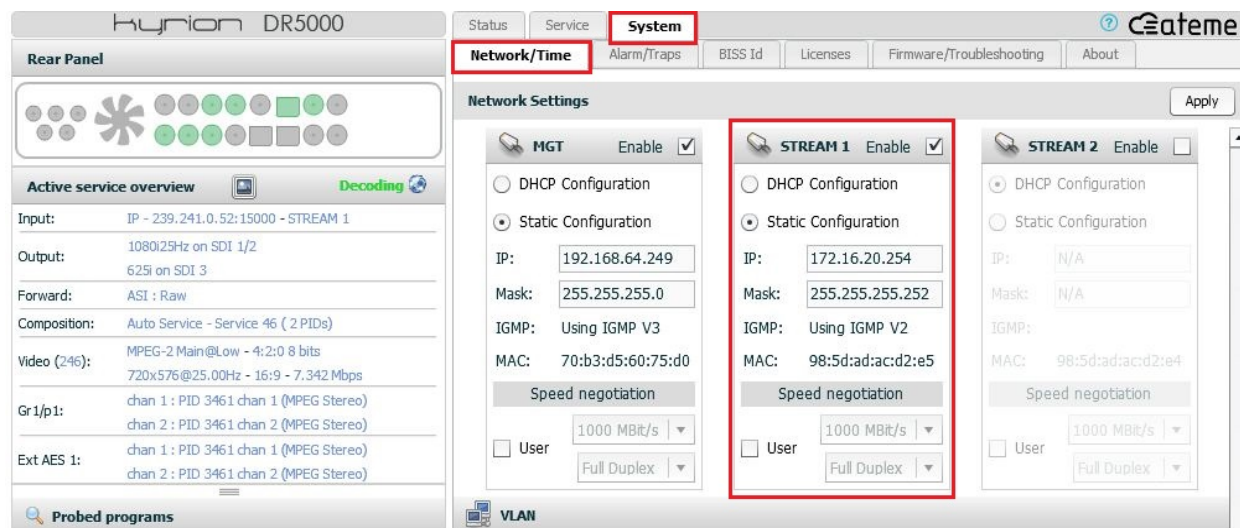 kyrion DR5000
Rear Panel
Active service overview Decoding
Input: IP - 239.241.0.52:15000 - STREAM 1
Output: 1080i25Hz on SDI 1/2
625i on SDI 3
Forward: ASI : Raw
Composition: Auto Service - Service 46 ( 2 PIDs)
Video (246): MPEG-2 Main@Low - 4:2:0 8 bits
720x576@25.00Hz - 16:9 - 7.342 Mbps
Gr1/p1: chan 1 : PID 3461 chan 1 (MPEG Stereo)
chan 2 : PID 3461 chan 2 (MPEG Stereo)
Ext AES 1: chan 1 : PID 3461 chan 1 (MPEG Stereo)
chan 2 : PID 3461 chan 2 (MPEG Stereo)
Probed programs
Status Service System ? ateme
Network/Time Alarm/Traps BISS Id Licenses Firmware/Troubleshooting About
Network Settings Apply
MGT Enable
DHCP Configuration
Static Configuration
IP: 192.168.64.249
Mask: 255.255.255.0
IGMP: Using IGMP V3
MAC: 70:b3:d5:60:75:d0
Speed negotiation
User 1000 MBit/s
Full Duplex
STREAM 1 Enable
DHCP Configuration
Static Configuration
IP: 172.16.20.254
Mask: 255.255.255.252
IGMP: Using IGMP V2
MAC: 98:5d:ad:ac:d2:e5
Speed negotiation
User 1000 MBit/s
Full Duplex
STREAM 2 Enable
DHCP Configuration
Static Configuration
IP: N/A
Mask: N/A
IGMP:
MAC: 98:5d:ad:ac:d2:e4
Speed negotiation
User 1000 MBit/s
Full Duplex
VLAN